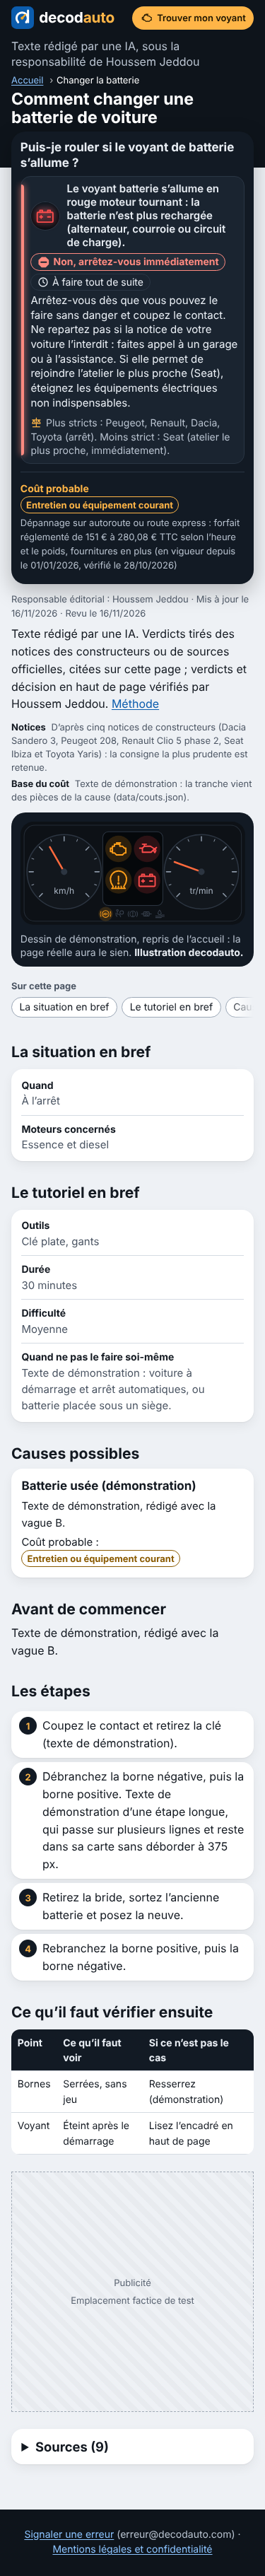 decodauto
Trouver mon voyant
Texte rédigé par une IA, sous la
responsabilité de Houssem Jeddou
Accueil › Changer la batterie
Comment changer une
batterie de voiture
Puis-je rouler si le voyant de batterie
s’allume ?
Le voyant batterie s’allume en
rouge moteur tournant : la
batterie n’est plus rechargée
(alternateur, courroie ou circuit
de charge).
Non, arrêtez-vous immédiatement
À faire tout de suite
Arrêtez-vous dès que vous pouvez le
faire sans danger et coupez le contact.
Ne repartez pas si la notice de votre
voiture l’interdit : faites appel à un garage
ou à l’assistance. Si elle permet de
rejoindre l’atelier le plus proche (Seat),
éteignez les équipements électriques
non indispensables.
Plus stricts : Peugeot, Renault, Dacia,
Toyota (arrêt). Moins strict : Seat (atelier le
plus proche, immédiatement).
Coût probable
Entretien ou équipement courant
Dépannage sur autoroute ou route express : forfait
réglementé de 151 € à 280,08 € TTC selon l’heure
et le poids, fournitures en plus (en vigueur depuis
le 01/01/2026, vérifié le 28/10/2026)
Responsable éditorial : Houssem Jeddou · Mis à jour le
16/11/2026 · Revu le 16/11/2026
Texte rédigé par une IA. Verdicts tirés des
notices des constructeurs ou de sources
officielles, citées sur cette page ; verdicts et
décision en haut de page vérifiés par
Houssem Jeddou. Méthode
Notices D’après cinq notices de constructeurs (Dacia
Sandero 3, Peugeot 208, Renault Clio 5 phase 2, Seat
Ibiza et Toyota Yaris) : la consigne la plus prudente est
retenue.
Base du coût Texte de démonstration : la tranche vient
des pièces de la cause (data/couts.json).
km/h
tr/min
Dessin de démonstration, repris de l’accueil : la
page réelle aura le sien. Illustration decodauto.
Sur cette page
La situation en bref
Le tutoriel en bref
Cau
La situation en bref
Quand
À l’arrêt
Moteurs concernés
Essence et diesel
Le tutoriel en bref
Outils
Clé plate, gants
Durée
30 minutes
Difficulté
Moyenne
Quand ne pas le faire soi-même
Texte de démonstration : voiture à
démarrage et arrêt automatiques, ou
batterie placée sous un siège.
Causes possibles
Batterie usée (démonstration)
Texte de démonstration, rédigé avec la
vague B.
Coût probable :
Entretien ou équipement courant
Avant de commencer
Texte de démonstration, rédigé avec la
vague B.
Les étapes
1 Coupez le contact et retirez la clé
(texte de démonstration).
2 Débranchez la borne négative, puis la
borne positive. Texte de
démonstration d’une étape longue,
qui passe sur plusieurs lignes et reste
dans sa carte sans déborder à 375
px.
3 Retirez la bride, sortez l’ancienne
batterie et posez la neuve.
4 Rebranchez la borne positive, puis la
borne négative.
Ce qu’il faut vérifier ensuite
Point Ce qu’il faut voir Si ce n’est pas le cas
Bornes Serrées, sans jeu Resserrez (démonstration)
Voyant Éteint après le démarrage Lisez l’encadré en haut de page
Publicité
Emplacement factice de test
Sources (9)
Signaler une erreur (erreur@decodauto.com) ·
Mentions légales et confidentialité